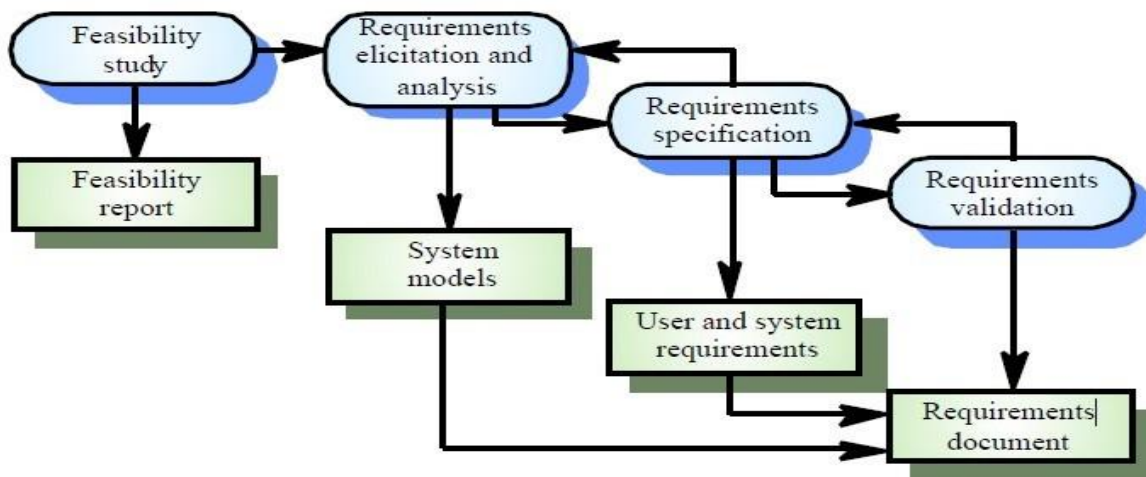 Feasibility
study
Requirements
elicitation and
analysis
Requirements
specification
Requirements
validation
Feasibility
report
System
models
User and system
requirements
Requirements
document